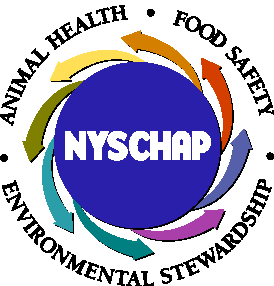 ANIMAL HEALTH • FOOD SAFETY • ENVIRONMENTAL STEWARDSHIP •
NYSCHAP